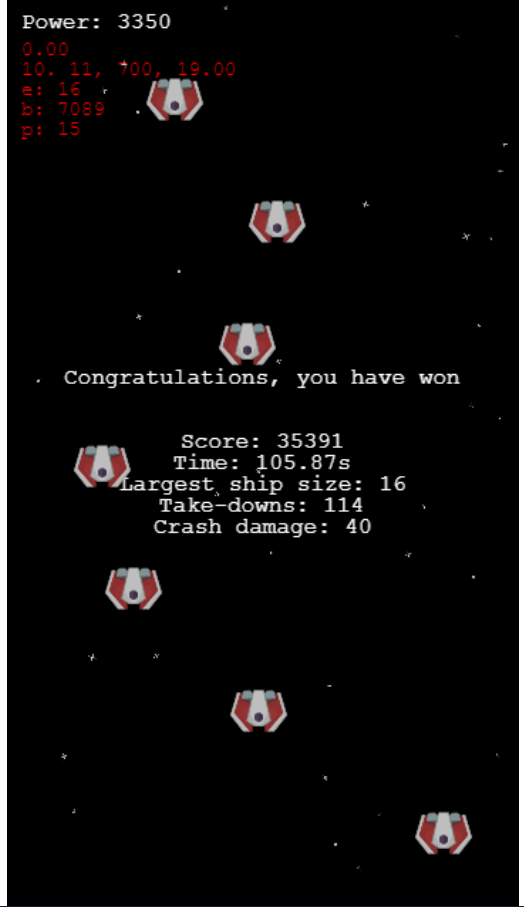 Power: 3350
0.00
10. 11, 700, 19.00
e: 16
b: 7089
p: 15
Congratulations, you have won
Score: 35391
Time: 105.87s
Largest ship size: 16
Take-downs: 114
Crash damage: 40